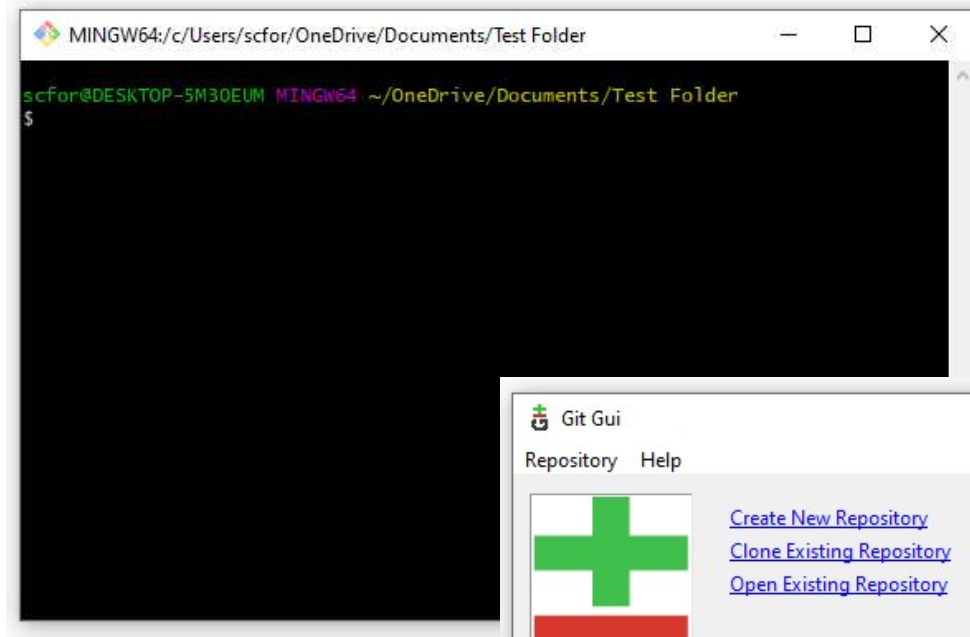 MINGW64:/c/Users/scfor/OneDrive/Documents/Test Folder
scfor@DESKTOP-5M3OEUM MINGW64 ~/OneDrive/Documents/Test Folder
$
Git Gui
Repository Help
Create New Repository
Clone Existing Repository
Open Existing Repository